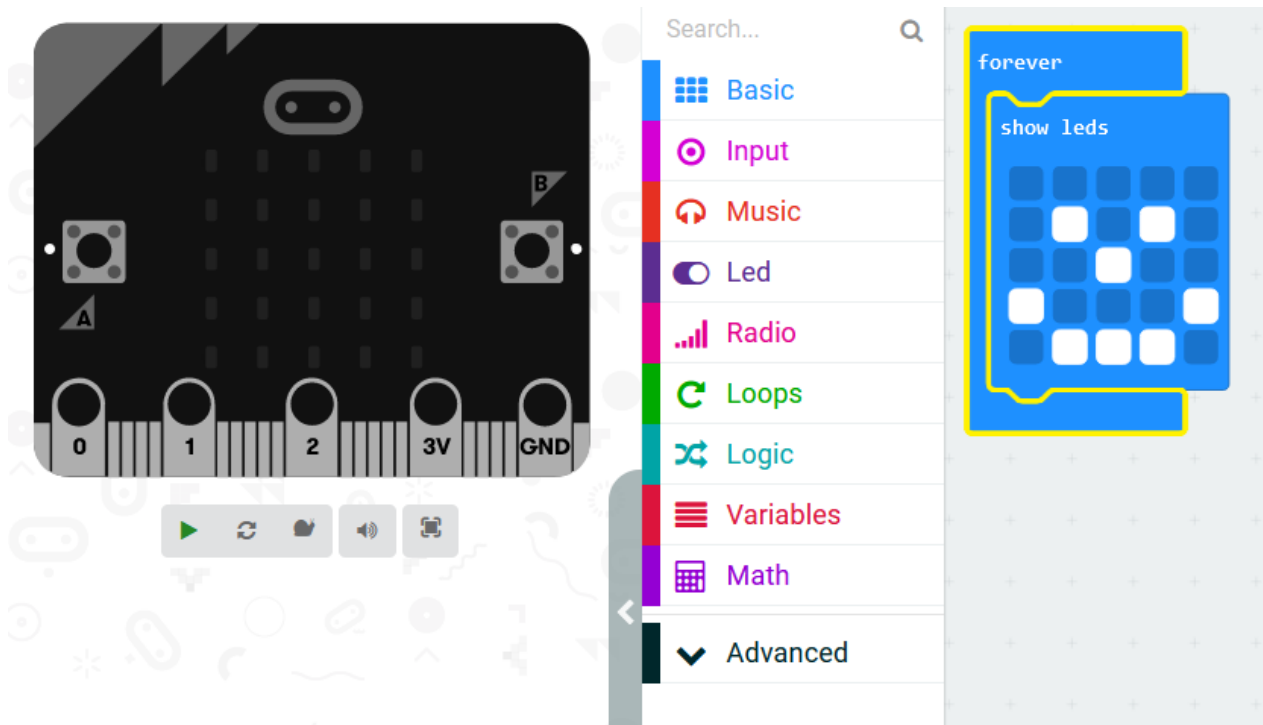 B
A
0 1 2 3V GND
Search...
Basic
Input
Music
Led
Radio
Loops
Logic
Variables
Math
Advanced
forever
show leds